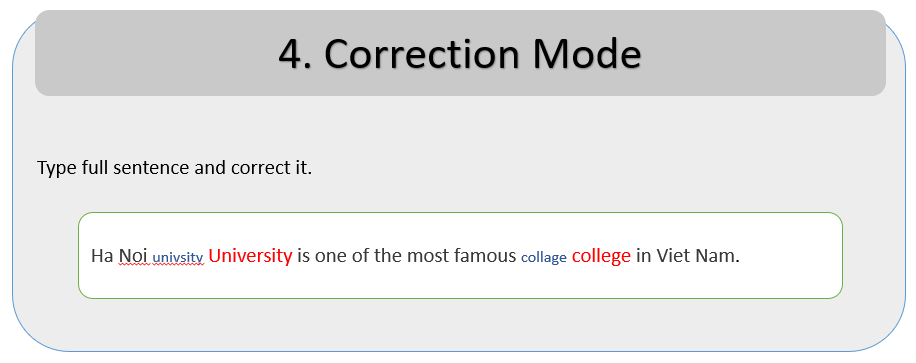 4. Correction Mode
Type full sentence and correct it.
Ha Noi univsity University is one of the most famous collage college in Viet Nam.